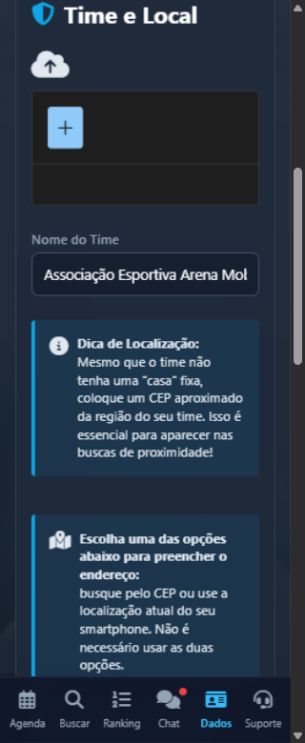 Time e Local
Nome do Time
Associação Esportiva Arena Mol
Dica de Localização:
Mesmo que o time não
tenha uma "casa" fixa,
coloque um CEP aproximado
da região do seu time. Isso é
essencial para aparecer nas
buscas de proximidade!
Escolha uma das opções
abaixo para preencher o
endereço:
busque pelo CEP ou use a
localização atual do seu
smartphone. Não é
necessário usar as duas
opções.
Agenda Buscar Ranking Chat Dados Suporte